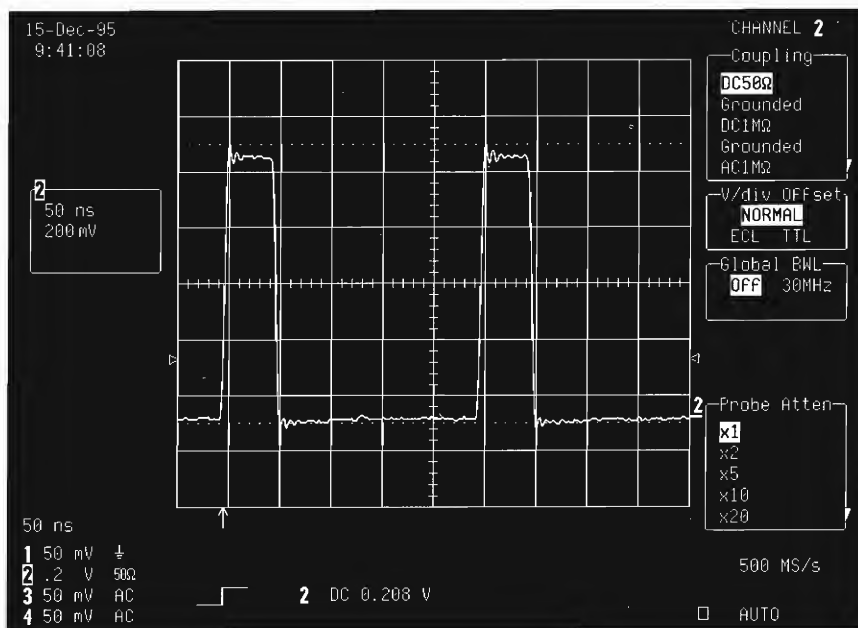 15-Dec-95
9:41:08
2
50 ns
200 mV
CHANNEL 2
Coupling
DC50Ω
Grounded
DC1MΩ
Grounded
AC1MΩ
V/div Offset
NORMAL
ECL TTL
Global BWL
Off 30MHz
2
Probe Atten
x1
x2
x5
x10
x20
50 ns
1 50 mV
2 .2 V 50Ω
3 50 mV AC
4 50 mV AC
2 DC 0.208 V
500 MS/s
AUTO